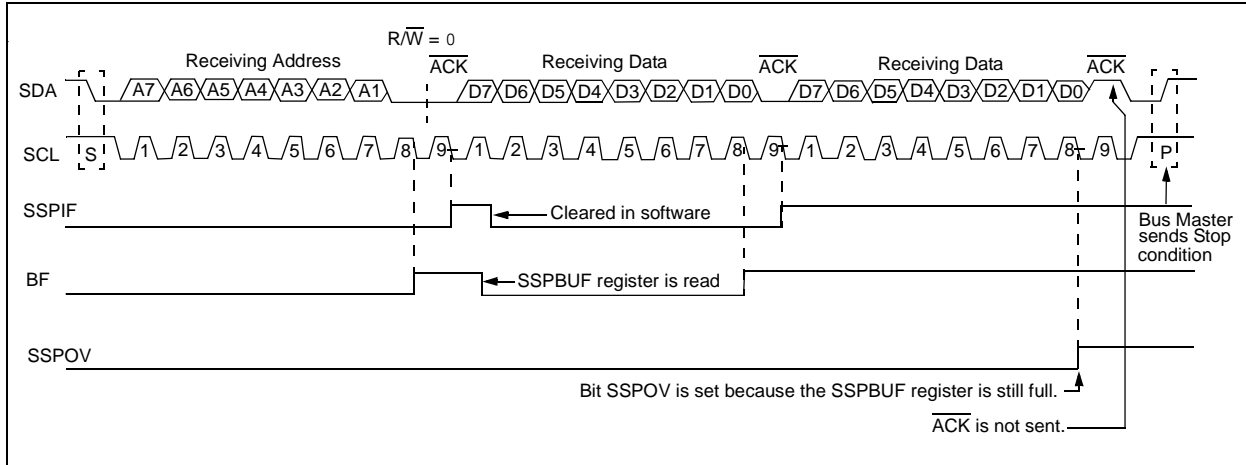 R/W̅ = 0
Receiving Address A̅C̅K̅ Receiving Data A̅C̅K̅ Receiving Data A̅C̅K̅
SDA A7 A6 A5 A4 A3 A2 A1 D7 D6 D5 D4 D3 D2 D1 D0 D7 D6 D5 D4 D3 D2 D1 D0
SCL S 1 2 3 4 5 6 7 8 9 1 2 3 4 5 6 7 8 9 1 2 3 4 5 6 7 8 9 P
SSPIF Cleared in software
Bus Master
sends Stop
condition
BF SSPBUF register is read
SSPOV
Bit SSPOV is set because the SSPBUF register is still full.
A̅C̅K̅ is not sent.